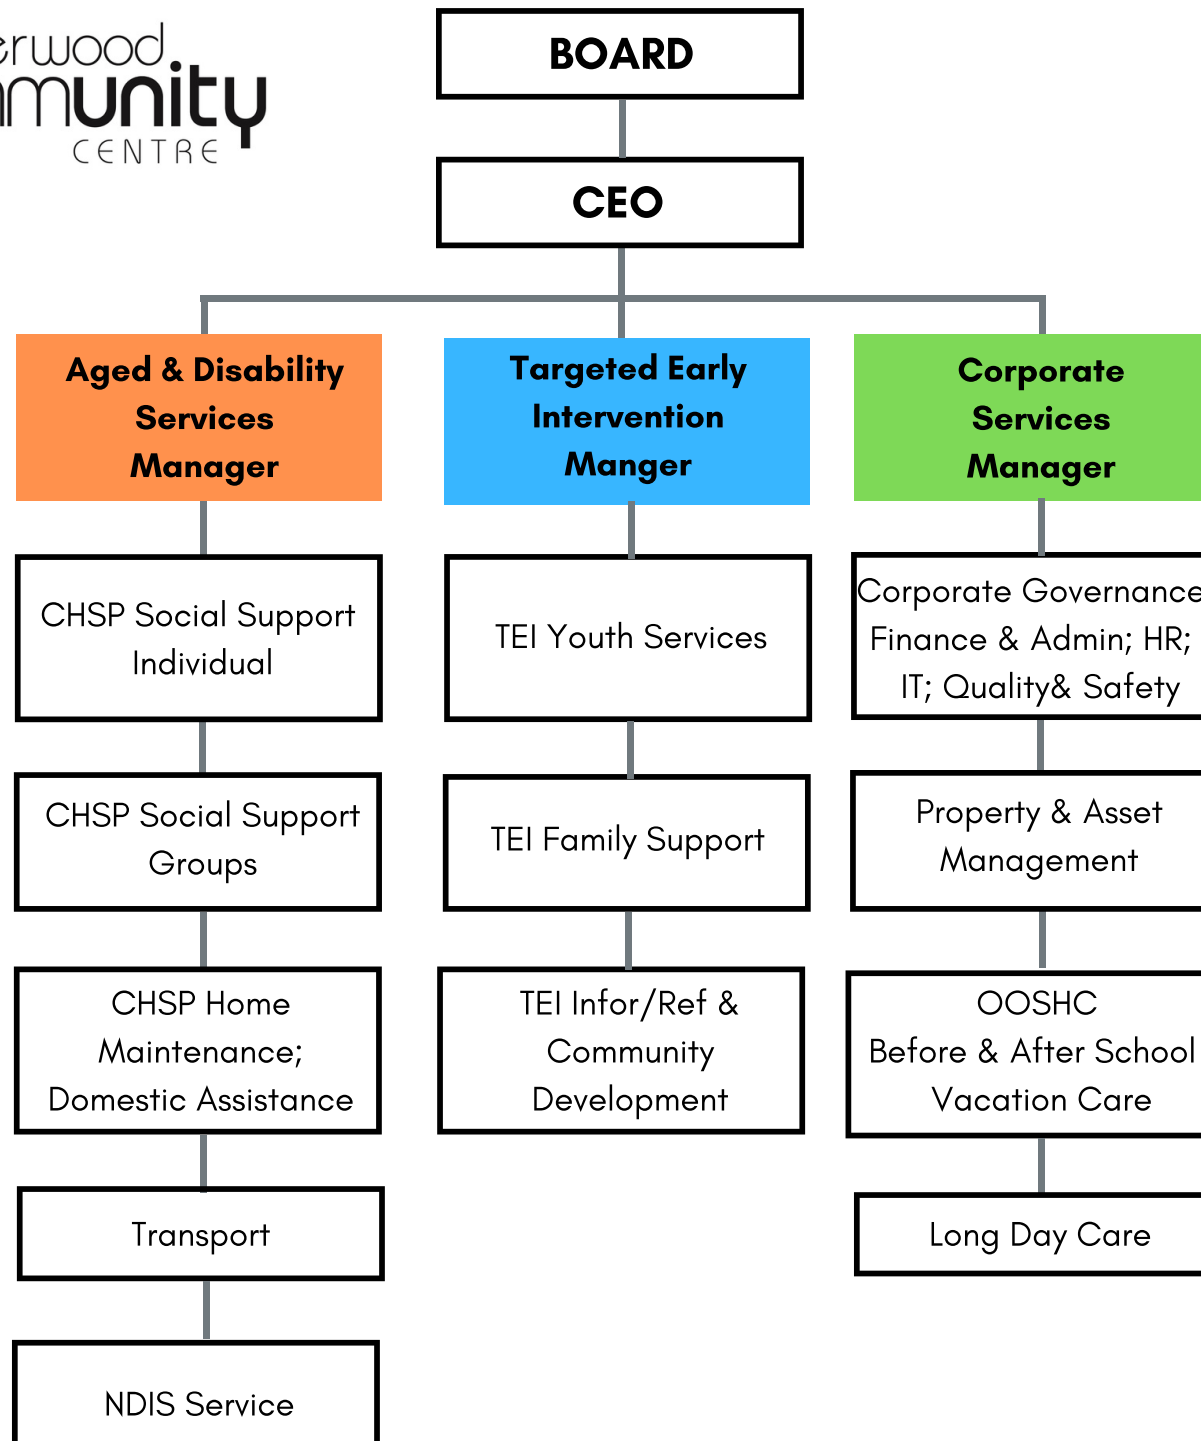 erwood
mmunity
CENTRE
BOARD
CEO
Aged & Disability
Services
Manager
Targeted Early
Intervention
Manger
Corporate
Services
Manager
CHSP Social Support
Individual
TEI Youth Services
Corporate Governance
Finance & Admin; HR;
IT; Quality& Safety
CHSP Social Support
Groups
TEI Family Support
Property & Asset
Management
CHSP Home
Maintenance;
Domestic Assistance
TEI Infor/Ref &
Community
Development
OOSHC
Before & After School
Vacation Care
Transport
Long Day Care
NDIS Service